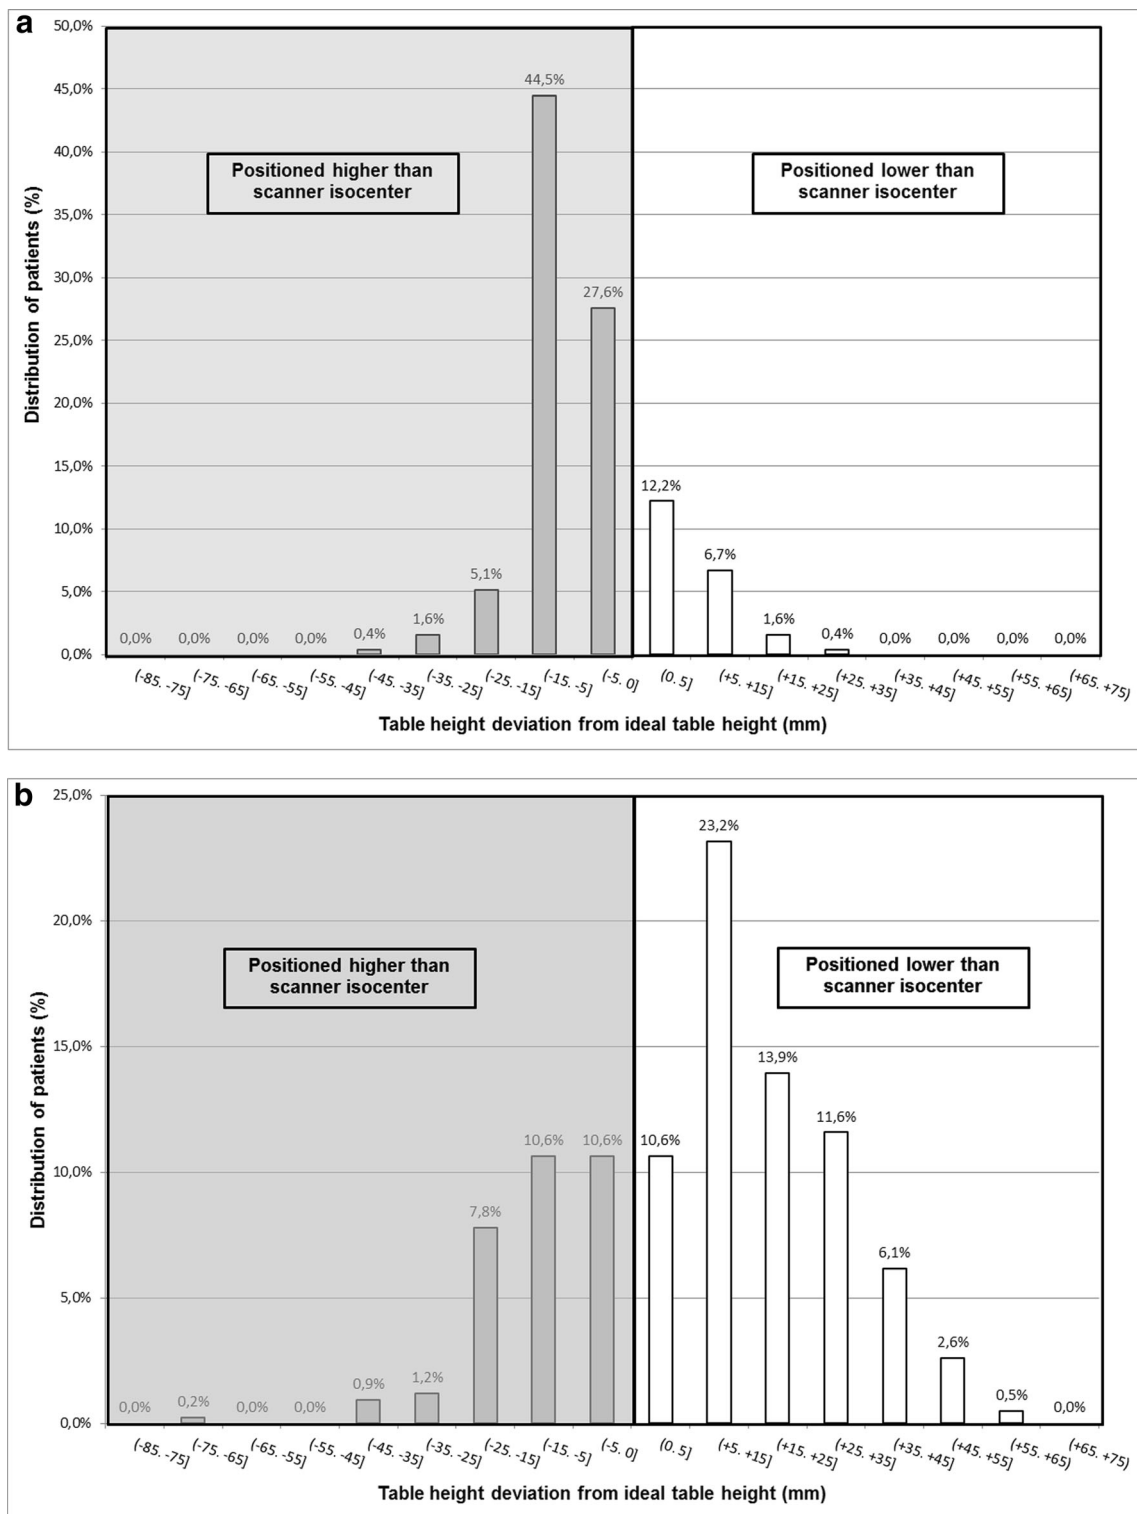 a
50,0%
45,0%
40,0%
35,0%
30,0%
25,0%
20,0%
15,0%
10,0%
5,0%
0,0%
Distribution of patients (%)
Positioned higher than
scanner isocenter
Positioned lower than
scanner isocenter
0,0% 0,0% 0,0% 0,0% 0,4% 1,6% 5,1% 44,5% 27,6% 12,2% 6,7% 1,6% 0,4% 0,0% 0,0% 0,0% 0,0%
(-85. -75] (-75. -65] (-65. -55] (-55. -45] (-45. -35] (-35. -25] (-25. -15] (-15. -5] (-5. 0] (0. 5] (+5. +15] (+15. +25] (+25. +35] (+35. +45] (+45. +55] (+55. +65) (+65. +75)
Table height deviation from ideal table height (mm)
b
25,0%
20,0%
15,0%
10,0%
5,0%
0,0%
Distribution of patients (%)
Positioned higher than
scanner isocenter
Positioned lower than
scanner isocenter
0,0% 0,2% 0,0% 0,0% 0,9% 1,2% 7,8% 10,6% 10,6% 10,6% 23,2% 13,9% 11,6% 6,1% 2,6% 0,5% 0,0%
(-85. -75] (-75. -65] (-65. -55] (-55. -45] (-45. -35] (-35. -25] (-25. -15] (-15. -5] (-5. 0] (0. 5] (+5. +15] (+15. +25] (+25. +35] (+35. +45] (+45. +55] (+55. +65) (+65. +75)
Table height deviation from ideal table height (mm)